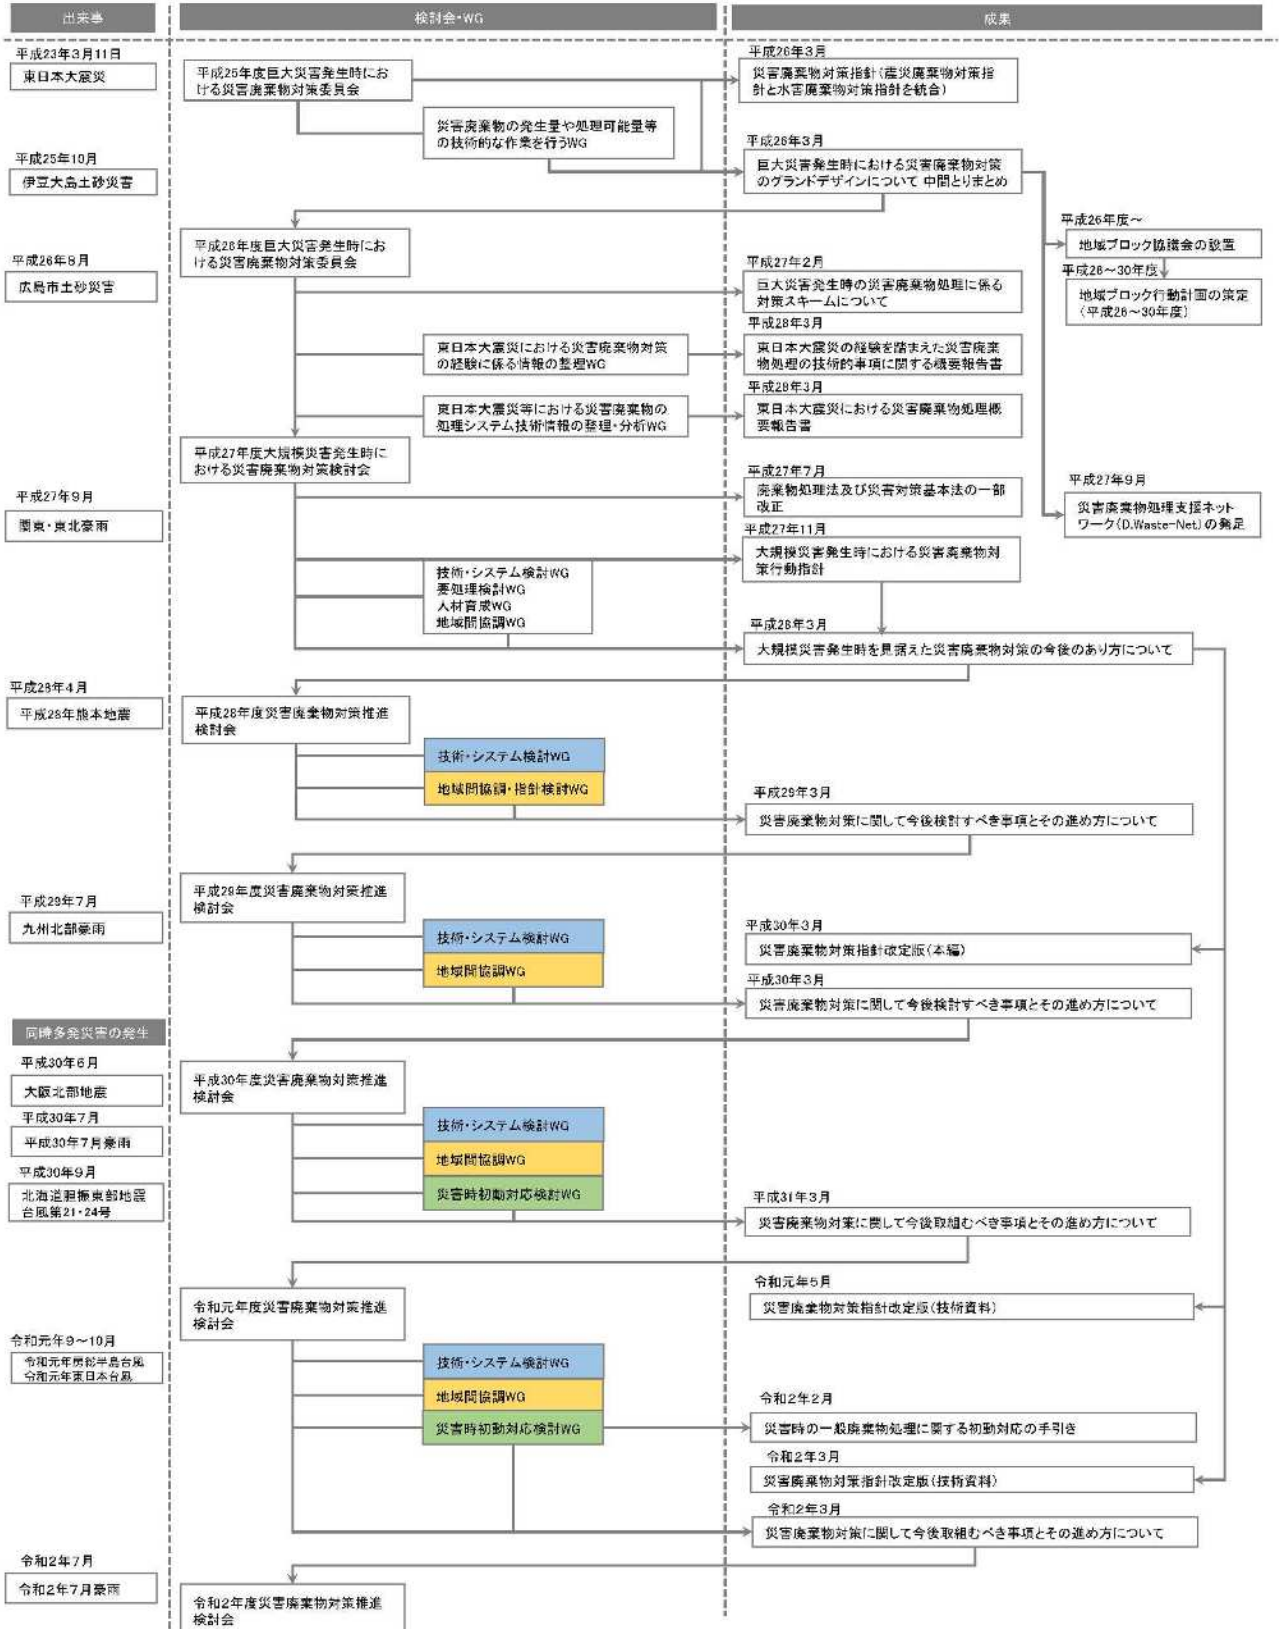 出来事
検討会・WG
成果
平成23年3月11日
東日本大震災
平成25年度巨大災害発生時にお
ける災害廃棄物対策委員会
平成26年3月
災害廃棄物対策指針(震災廃棄物対策指
針と水害廃棄物対策指針を統合)
災害廃棄物の発生量や処理可能量等
の技術的な作業を行うWG
平成25年10月
伊豆大島土砂災害
平成26年3月
巨大災害発生時における災害廃棄物対策
のグランドデザインについて 中間とりまとめ
平成26年度~
地域ブロック協議会の設置
平成26年度巨大災害発生時にお
ける災害廃棄物対策委員会
平成26年8月
広島市土砂災害
平成27年2月
巨大災害発生時の災害廃棄物処理に係る
対策スキームについて
平成28~30年度
地域ブロック行動計画の策定
(平成28~30年度)
東日本大震災における災害廃棄物対策
の経験に係る情報の整理WG
平成28年3月
東日本大震災の経験を踏まえた災害廃棄
物処理の技術的事項に関する概要報告書
東日本大震災等における災害廃棄物の
処理システム技術情報の整理・分析WG
平成28年3月
東日本大震災における災害廃棄物処理概
要報告書
平成27年度大規模災害発生時に
おける災害廃棄物対策検討会
平成27年9月
関東・東北豪雨
平成27年7月
廃棄物処理法及び災害対策基本法の一部
改正
平成27年9月
災害廃棄物処理支援ネット
ワーク(D.Waste-Net)の発足
平成27年11月
大規模災害発生時における災害廃棄物対
策行動指針
技術・システム検討WG
要処理検討WG
人材育成WG
地域間協調WG
平成28年3月
大規模災害発生時を見据えた災害廃棄物対策の今後のあり方について
平成28年4月
平成28年熊本地震
平成28年度災害廃棄物対策推進
検討会
技術・システム検討WG
地域間協調・指針検討WG
平成29年3月
災害廃棄物対策に関して今後検討すべき事項とその進め方について
平成29年7月
九州北部豪雨
平成29年度災害廃棄物対策推進
検討会
技術・システム検討WG
地域間協調WG
平成30年3月
災害廃棄物対策指針改定版(本編)
平成30年3月
災害廃棄物対策に関して今後検討すべき事項とその進め方について
同時多発災害の発生
平成30年6月
大阪北部地震
平成30年7月
平成30年7月豪雨
平成30年9月
北海道胆振東部地震
台風第21・24号
平成30年度災害廃棄物対策推進
検討会
技術・システム検討WG
地域間協調WG
災害時初動対応検討WG
平成31年3月
災害廃棄物対策に関して今後取組むべき事項とその進め方について
令和元年度災害廃棄物対策推進
検討会
令和元年5月
災害廃棄物対策指針改定版(技術資料)
令和元年9~10月
令和元年房総半島台風
令和元年東日本台風
技術・システム検討WG
地域間協調WG
災害時初動対応検討WG
令和2年2月
災害時の一般廃棄物処理に関する初動対応の手引き
令和2年3月
災害廃棄物対策指針改定版(技術資料)
令和2年3月
災害廃棄物対策に関して今後取組むべき事項とその進め方について
令和2年7月
令和2年7月豪雨
令和2年度災害廃棄物対策推進
検討会